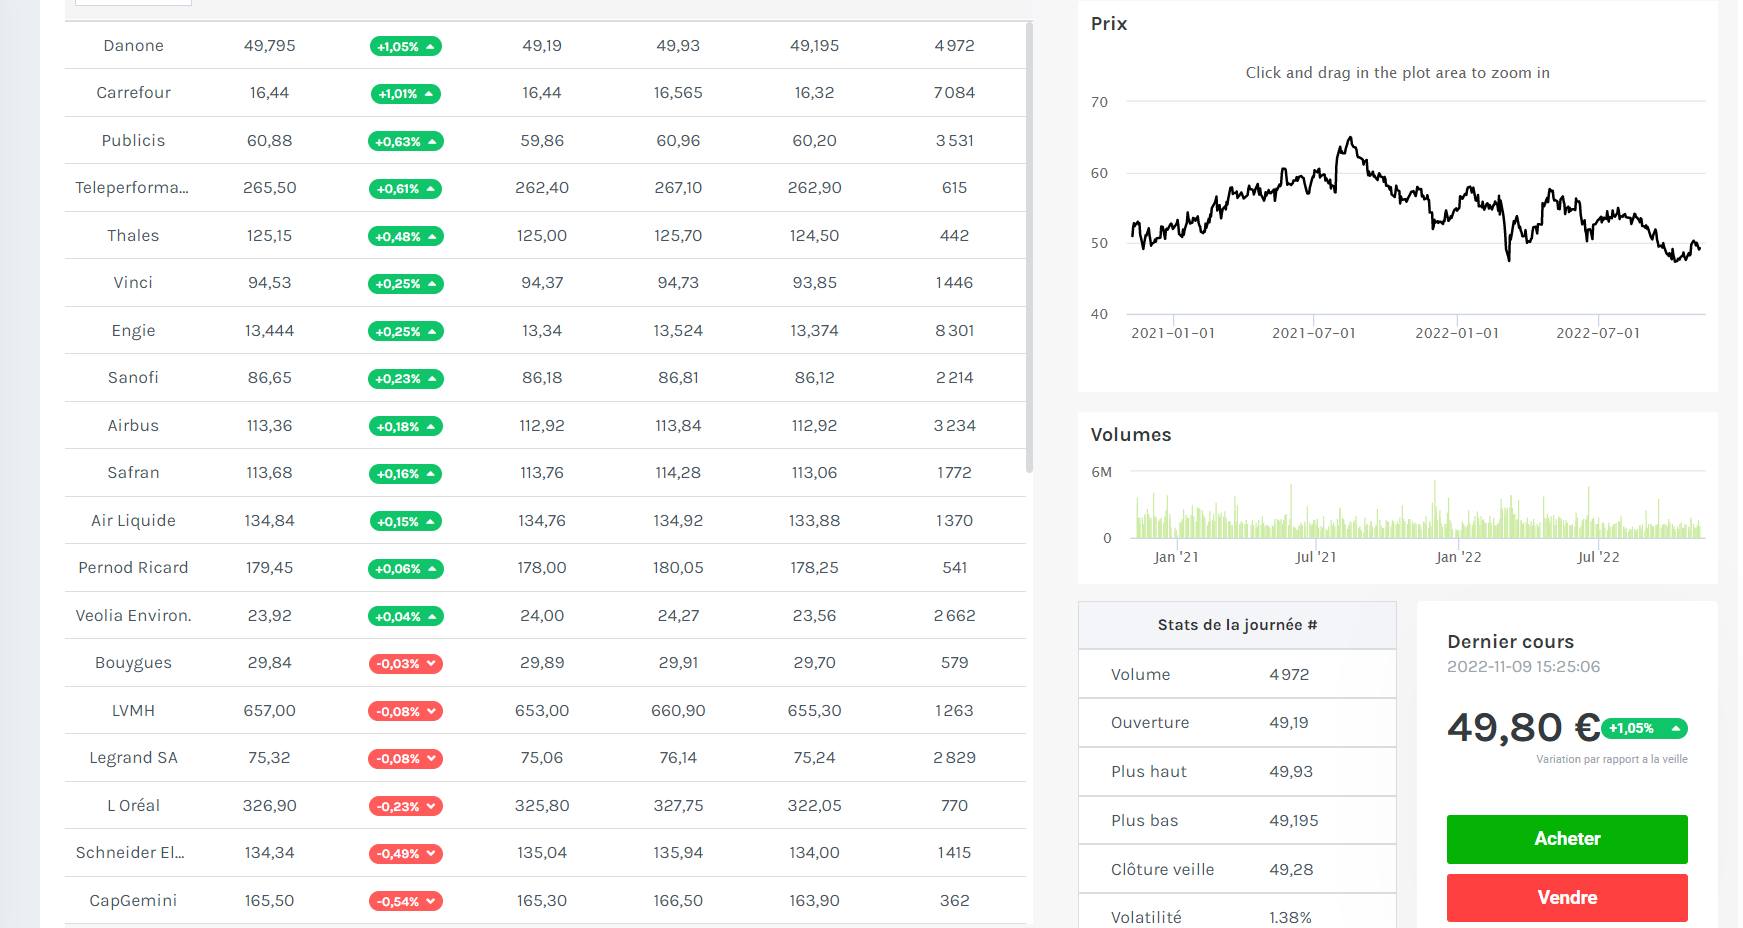 Danone 49,795 +1,05% 49,19 49,93 49,195 4 972
Carrefour 16,44 +1,01% 16,44 16,565 16,32 7 084
Publicis 60,88 +0,63% 59,86 60,96 60,20 3 531
Teleperforma... 265,50 +0,61% 262,40 267,10 262,90 615
Thales 125,15 +0,48% 125,00 125,70 124,50 442
Vinci 94,53 +0,25% 94,37 94,73 93,85 1 446
Engie 13,444 +0,25% 13,34 13,524 13,374 8 301
Sanofi 86,65 +0,23% 86,18 86,81 86,12 2 214
Airbus 113,36 +0,18% 112,92 113,84 112,92 3 234
Safran 113,68 +0,16% 113,76 114,28 113,06 1 772
Air Liquide 134,84 +0,15% 134,76 134,92 133,88 1 370
Pernod Ricard 179,45 +0,06% 178,00 180,05 178,25 541
Veolia Environ. 23,92 +0,04% 24,00 24,27 23,56 2 662
Bouygues 29,84 -0,03% 29,89 29,91 29,70 579
LVMH 657,00 -0,08% 653,00 660,90 655,30 1 263
Legrand SA 75,32 -0,08% 75,06 76,14 75,24 2 829
L Oréal 326,90 -0,23% 325,80 327,75 322,05 770
Schneider El... 134,34 -0,49% 135,04 135,94 134,00 1 415
CapGemini 165,50 -0,54% 165,30 166,50 163,90 362
Prix
Click and drag in the plot area to zoom in
70
60
50
40
2021-01-01 2021-07-01 2022-01-01 2022-07-01
Volumes
6M
0
Jan '21 Jul '21 Jan '22 Jul '22
Stats de la journée #
Volume 4 972
Ouverture 49,19
Plus haut 49,93
Plus bas 49,195
Clôture veille 49,28
Volatilité 1.38%
Dernier cours
2022-11-09 15:25:06
49,80 € +1,05%
Variation par rapport a la veille
Acheter
Vendre